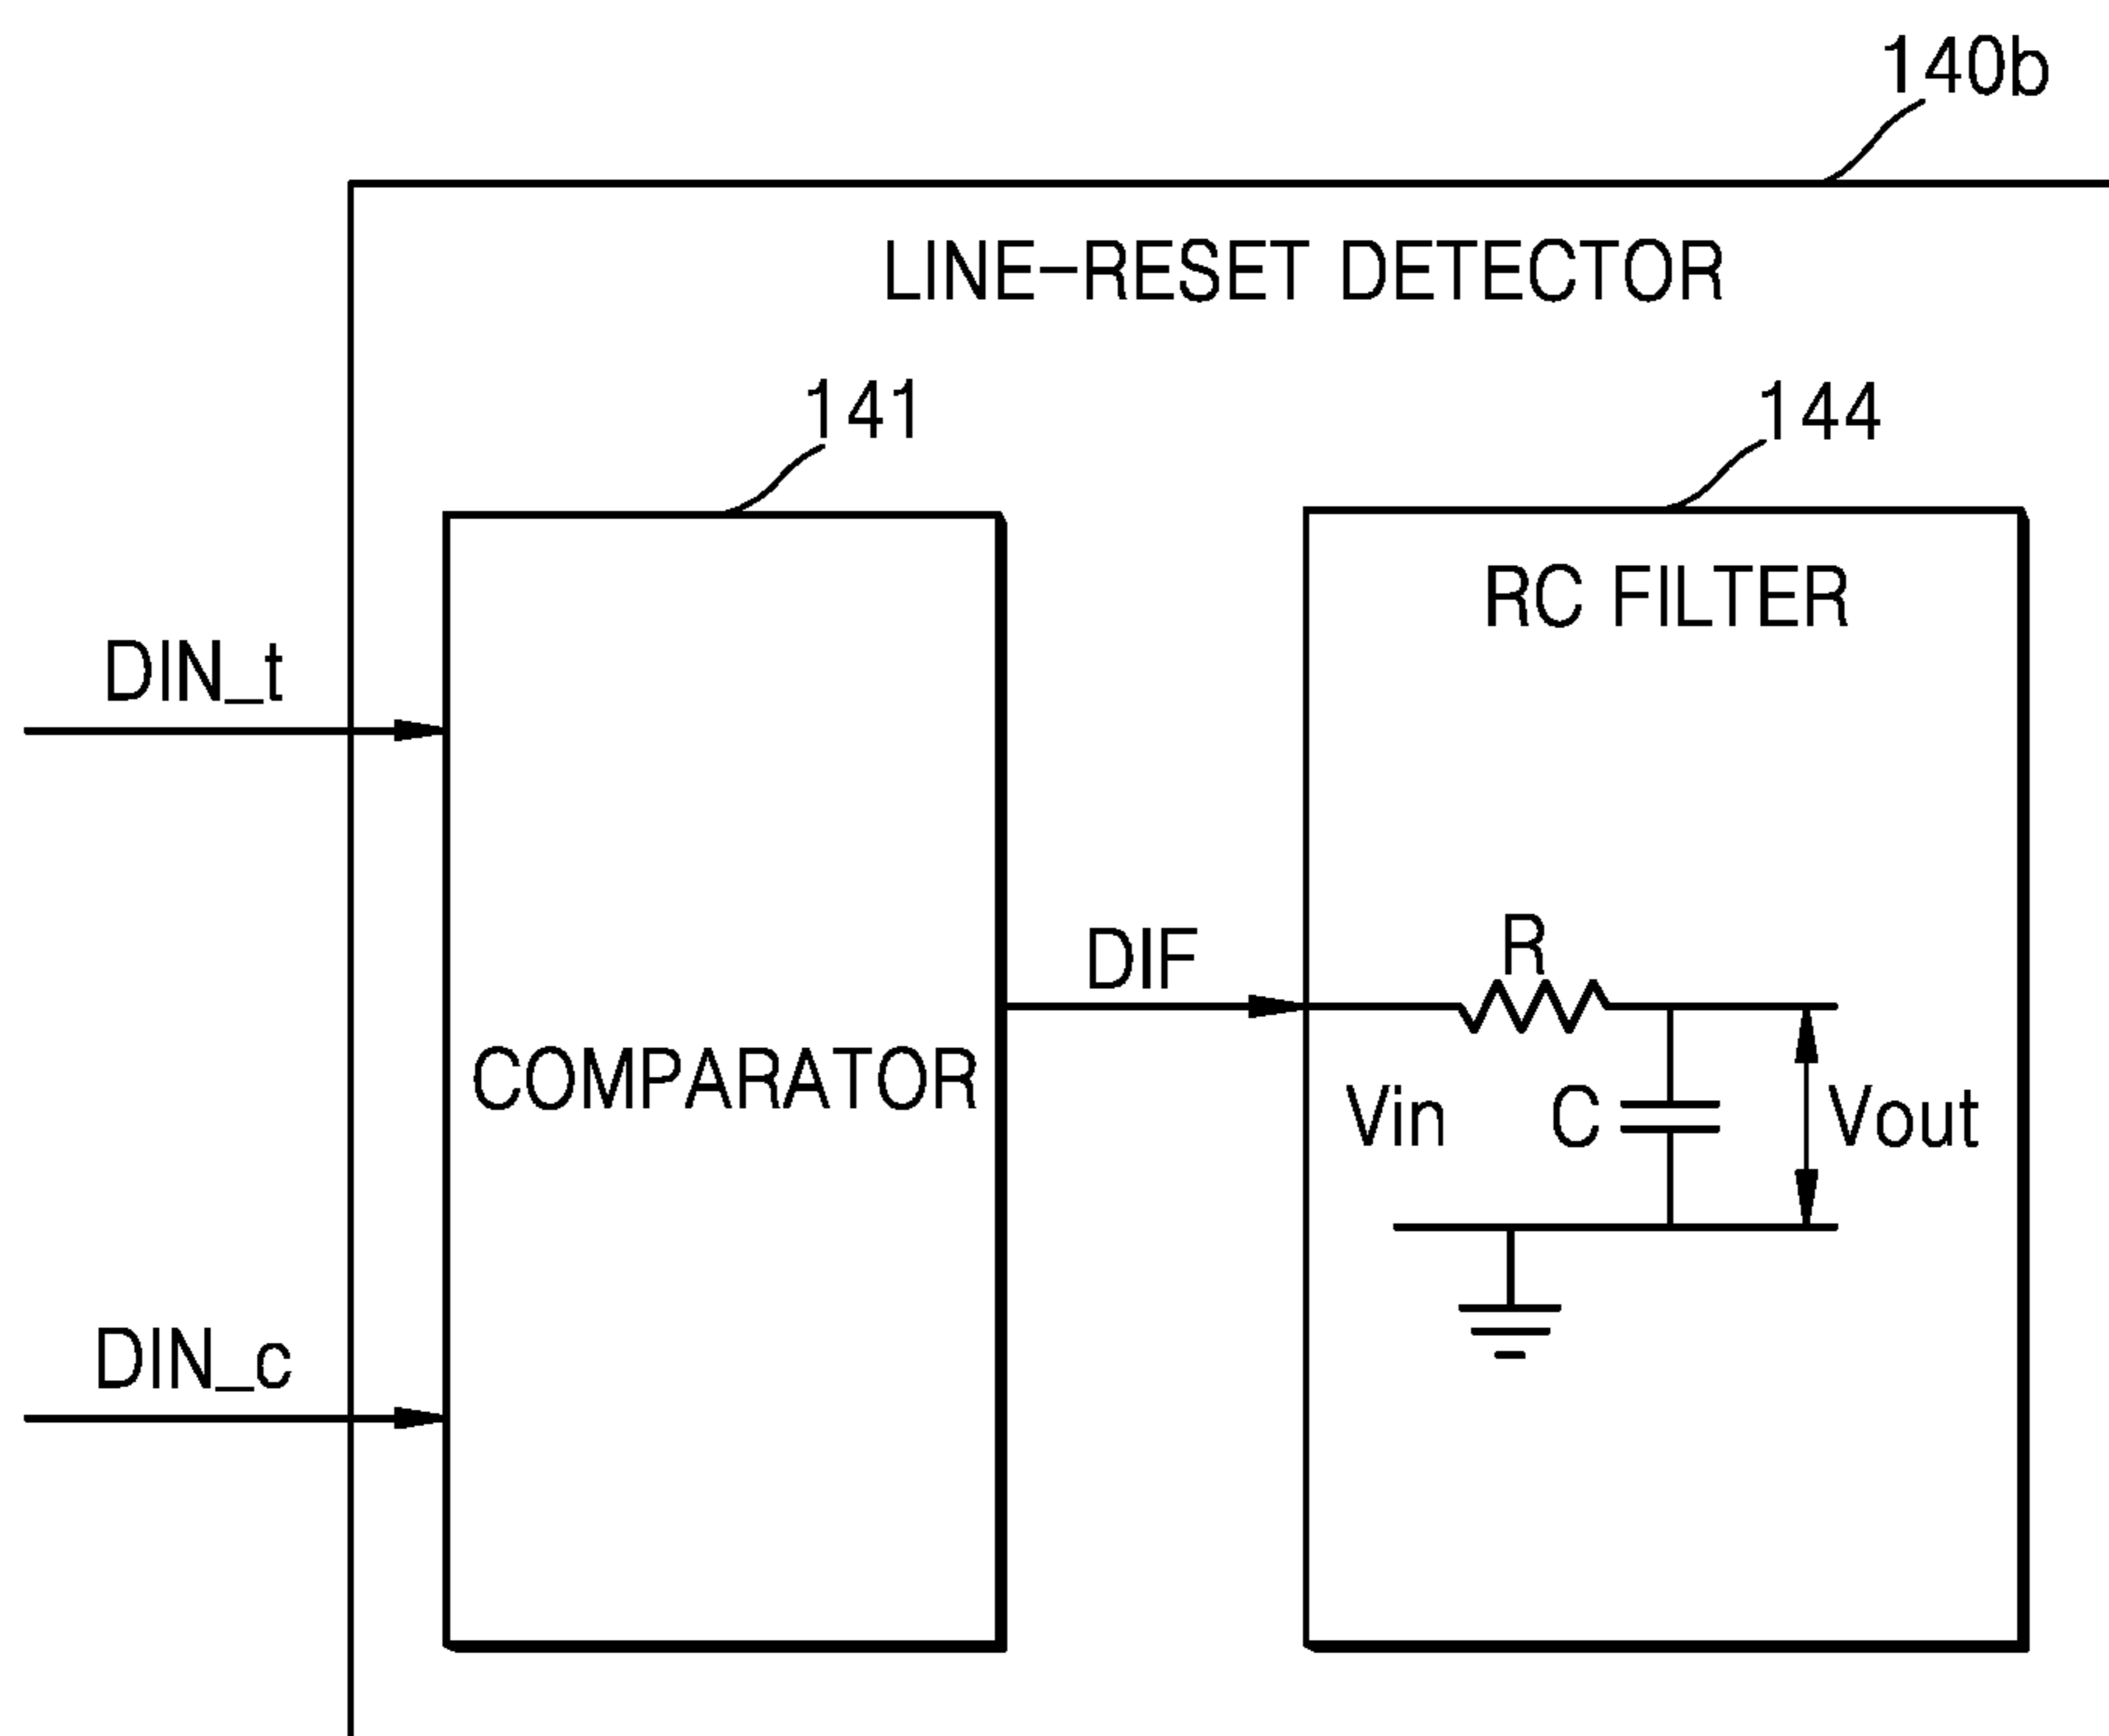 140b
LINE-RESET DETECTOR
141
144
RC FILTER
DIN_t
DIF
R
COMPARATOR
Vin
C
Vout
DIN_c